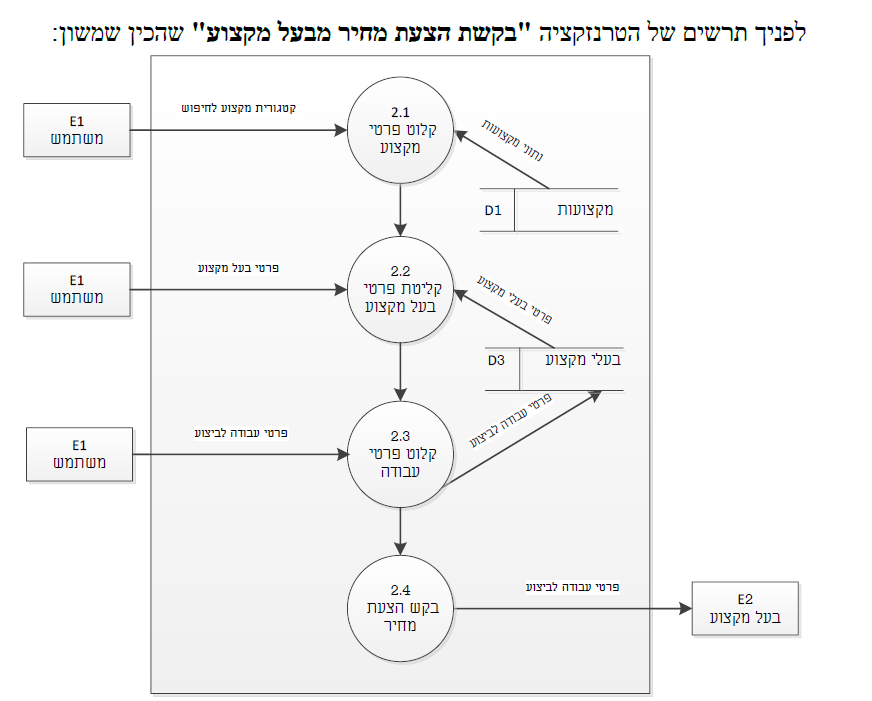 לפניך תרשים של הטרנזקציה "בקשת הצעת מחיר מבעל מקצוע" שהכין שמשון:
E1
משתמש
קטגורית מקצוע לחיפוש
2.1
קלוט פרטי
מקצוע
נתוני מקצועות
D1
מקצועות
E1
משתמש
פרטי בעל מקצוע
2.2
קליטת פרטי
בעל מקצוע
פרטי בעלי מקצוע
D3
בעלי מקצוע
E1
משתמש
פרטי עבודה לביצוע
2.3
קלוט פרטי
עבודה
פרטי עבודה לביצוע
2.4
בקש הצעת
מחיר
פרטי עבודה לביצוע
E2
בעל מקצוע